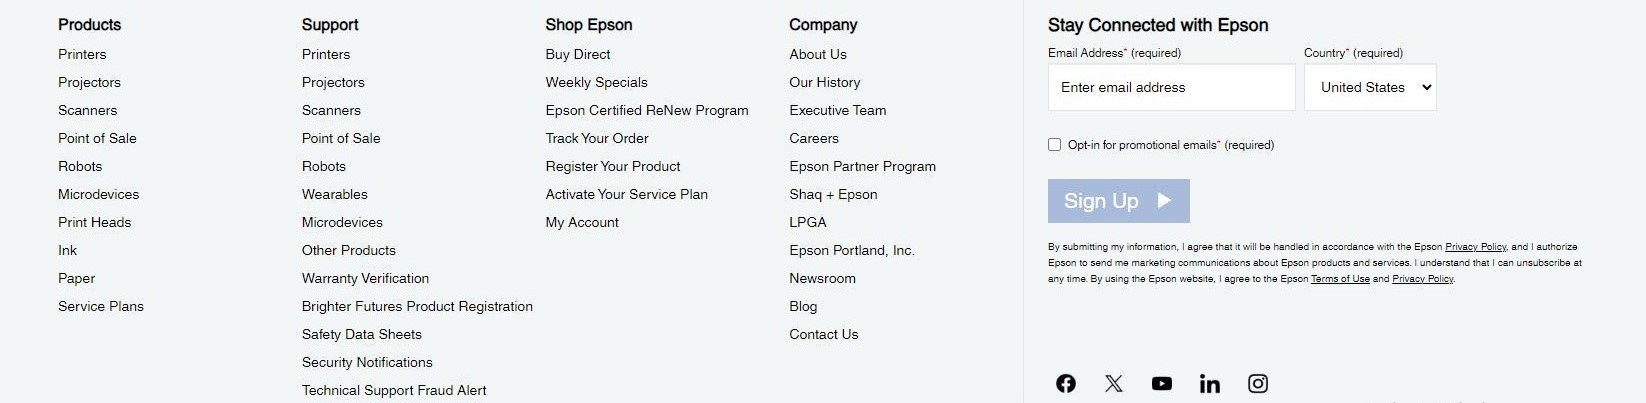 Products
Printers
Projectors
Scanners
Point of Sale
Robots
Microdevices
Print Heads
Ink
Paper
Service Plans
Support
Printers
Projectors
Scanners
Point of Sale
Robots
Wearables
Microdevices
Other Products
Warranty Verification
Brighter Futures Product Registration
Safety Data Sheets
Security Notifications
Technical Support Fraud Alert
Shop Epson
Buy Direct
Weekly Specials
Epson Certified ReNew Program
Track Your Order
Register Your Product
Activate Your Service Plan
My Account
Company
About Us
Our History
Executive Team
Careers
Epson Partner Program
Shaq + Epson
LPGA
Epson Portland, Inc.
Newsroom
Blog
Contact Us
Stay Connected with Epson
Email Address* (required)
Enter email address
Country* (required)
United States
Opt-in for promotional emails* (required)
Sign Up
By submitting my information, I agree that it will be handled in accordance with the Epson Privacy Policy, and I authorize
Epson to send me marketing communications about Epson products and services. I understand that I can unsubscribe at
any time. By using the Epson website, I agree to the Epson Terms of Use and Privacy Policy.